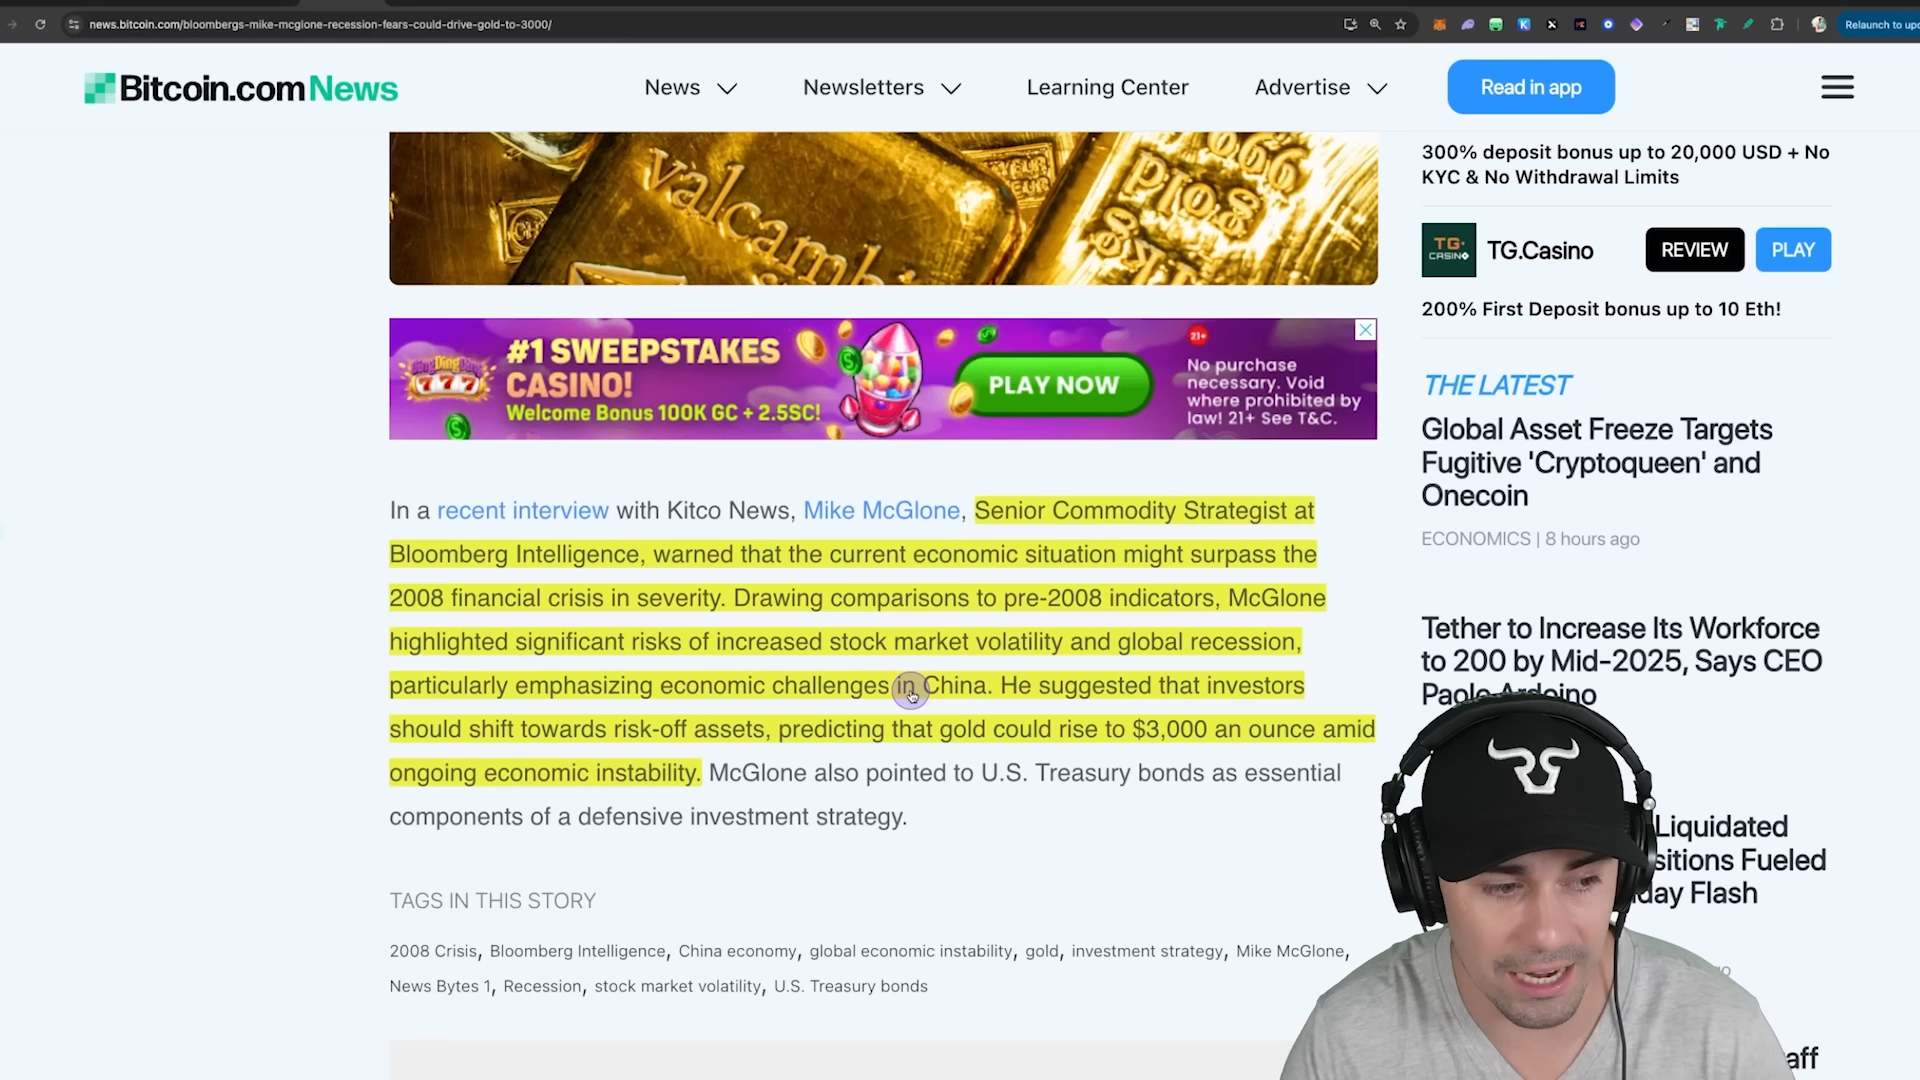 news.bitcoin.com/bloombergs-mike-mcglone-recession-fears-could-drive-gold-to-3000/
Relaunch to up
Bitcoin.com News
News
Newsletters
Learning Center
Advertise
Read in app
valcambi
300% deposit bonus up to 20,000 USD + No
KYC & No Withdrawal Limits
TG.
CASINO
TG.Casino
REVIEW
PLAY
200% First Deposit bonus up to 10 Eth!
777
#1 SWEEPSTAKES
CASINO!
Welcome Bonus 100K GC + 2.5SC!
PLAY NOW
21+
No purchase
necessary. Void
where prohibited by
law! 21+ See T&C.
In a recent interview with Kitco News, Mike McGlone, Senior Commodity Strategist at
Bloomberg Intelligence, warned that the current economic situation might surpass the
2008 financial crisis in severity. Drawing comparisons to pre-2008 indicators, McGlone
highlighted significant risks of increased stock market volatility and global recession,
particularly emphasizing economic challenges in China. He suggested that investors
should shift towards risk-off assets, predicting that gold could rise to $3,000 an ounce amid
ongoing economic instability. McGlone also pointed to U.S. Treasury bonds as essential
components of a defensive investment strategy.
TAGS IN THIS STORY
2008 Crisis, Bloomberg Intelligence, China economy, global economic instability, gold, investment strategy, Mike McGlone,
News Bytes 1, Recession, stock market volatility, U.S. Treasury bonds
THE LATEST
Global Asset Freeze Targets
Fugitive 'Cryptoqueen' and
Onecoin
ECONOMICS | 8 hours ago
Tether to Increase Its Workforce
to 200 by Mid-2025, Says CEO
Paolo Ardoino
Liquidated
sitions Fueled
day Flash
go
aff